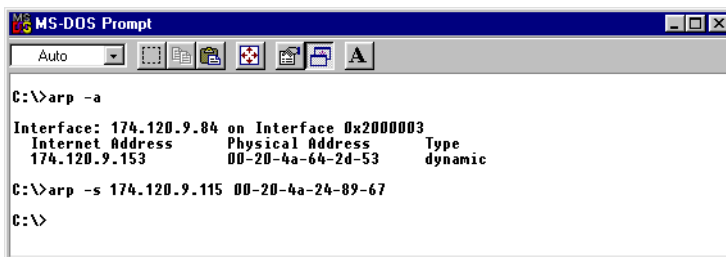 MS-DOS Prompt
Auto
A
C:\>arp -a
Interface: 174.120.9.84 on Interface 0x2000003
Internet Address Physical Address Type
174.120.9.153 00-20-4a-64-2d-53 dynamic
C:\>arp -s 174.120.9.115 00-20-4a-24-89-67
C:\>